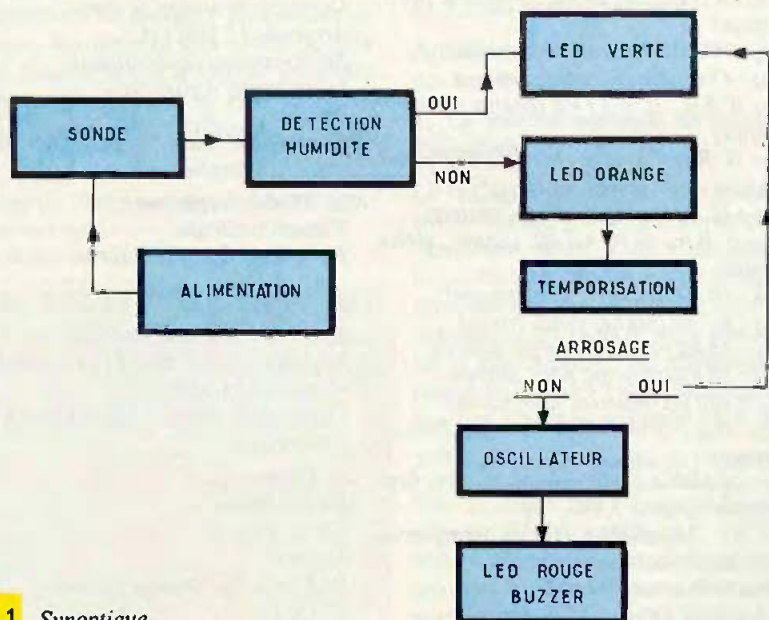 LED VERTE
OUI
SONDE
DETECTION
HUMIDITE
NON
LED ORANGE
ALIMENTATION
TEMPORISATION
ARROSAGE
NON
OUI
OSCILLATEUR
LED ROUGE
BUZZER
1 Synoptique